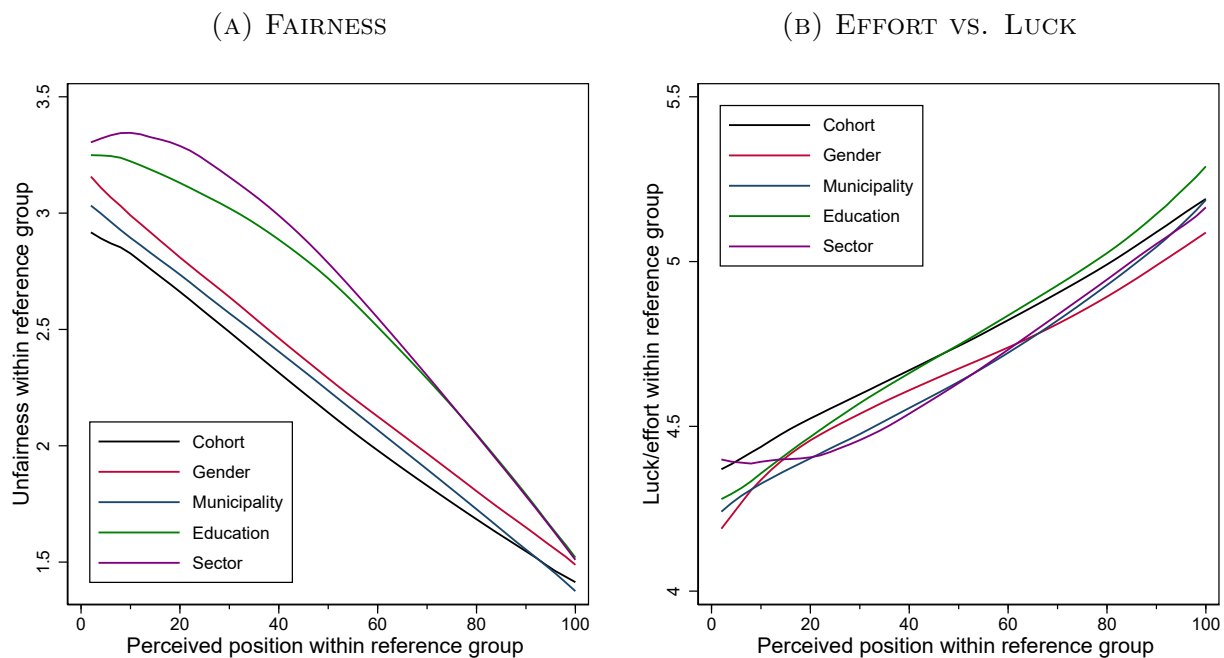 (A) FAIRNESS
3.5
3
2.5
2
1.5
Unfairness within reference group
Cohort
Gender
Municipality
Education
Sector
0 20 40 60 80 100
Perceived position within reference group
(B) EFFORT VS. LUCK
5.5
5
4.5
4
Luck/effort within reference group
Cohort
Gender
Municipality
Education
Sector
0 20 40 60 80 100
Perceived position within reference group